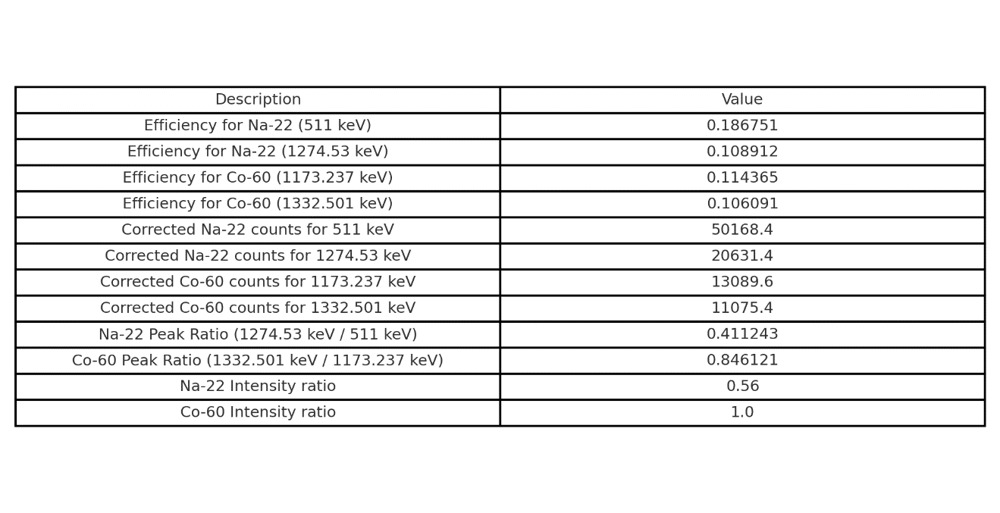 Description Value
Efficiency for Na-22 (511 keV) 0.186751
Efficiency for Na-22 (1274.53 keV) 0.108912
Efficiency for Co-60 (1173.237 keV) 0.114365
Efficiency for Co-60 (1332.501 keV) 0.106091
Corrected Na-22 counts for 511 keV 50168.4
Corrected Na-22 counts for 1274.53 keV 20631.4
Corrected Co-60 counts for 1173.237 keV 13089.6
Corrected Co-60 counts for 1332.501 keV 11075.4
Na-22 Peak Ratio (1274.53 keV / 511 keV) 0.411243
Co-60 Peak Ratio (1332.501 keV / 1173.237 keV) 0.846121
Na-22 Intensity ratio 0.56
Co-60 Intensity ratio 1.0